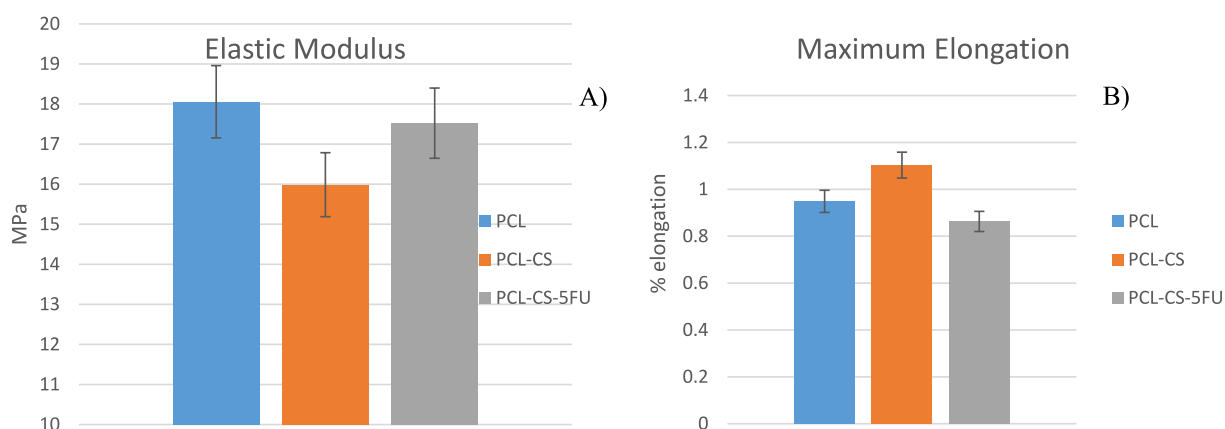 Elastic Modulus
20
19
18
17
16
15
14
13
12
11
10
MPa
PCL
PCL-CS
PCL-CS-5FU
A)
Maximum Elongation
1.4
1.2
1
0.8
0.6
0.4
0.2
0
% elongation
PCL
PCL-CS
PCL-CS-5FU
B)